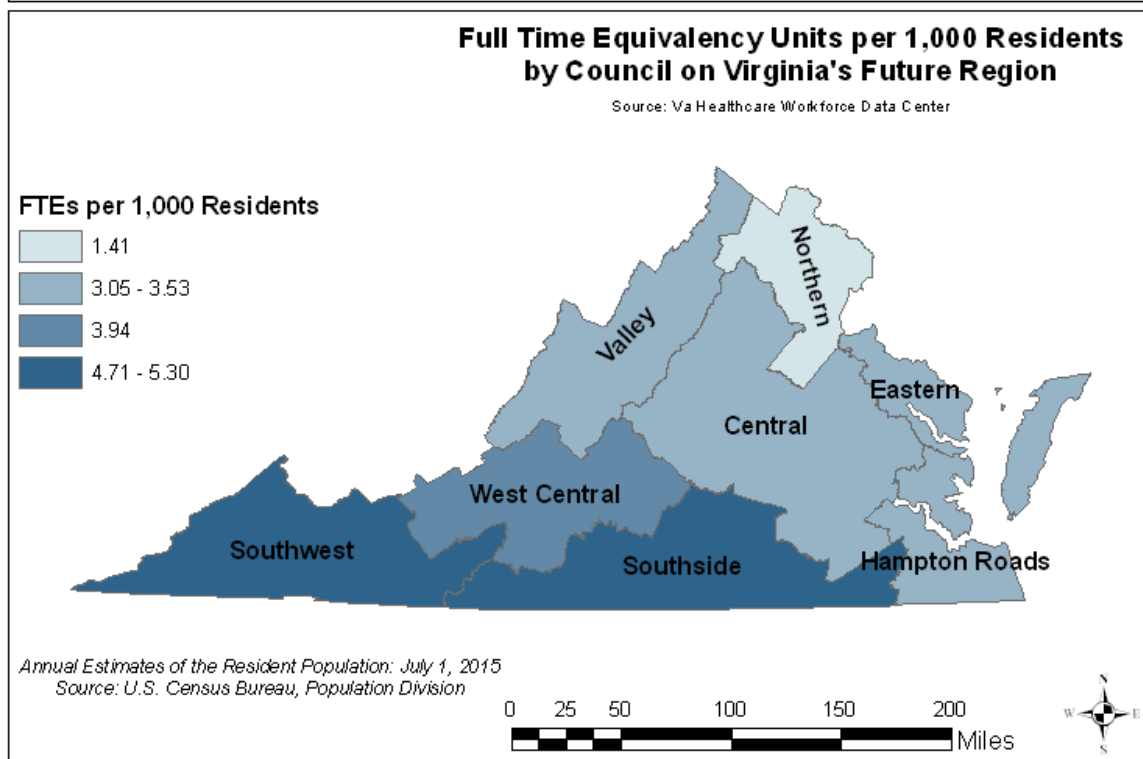 Full Time Equivalency Units per 1,000 Residents
by Council on Virginia's Future Region
Source: Va Healthcare Workforce Data Center
FTEs per 1,000 Residents
1.41
3.05 - 3.53
3.94
4.71 - 5.30
Northern
Valley
Eastern
Central
West Central
Southwest
Southside
Hampton Roads
Annual Estimates of the Resident Population: July 1, 2015
Source: U.S. Census Bureau, Population Division
0 25 50 100 150 200
Miles
N
W E
S